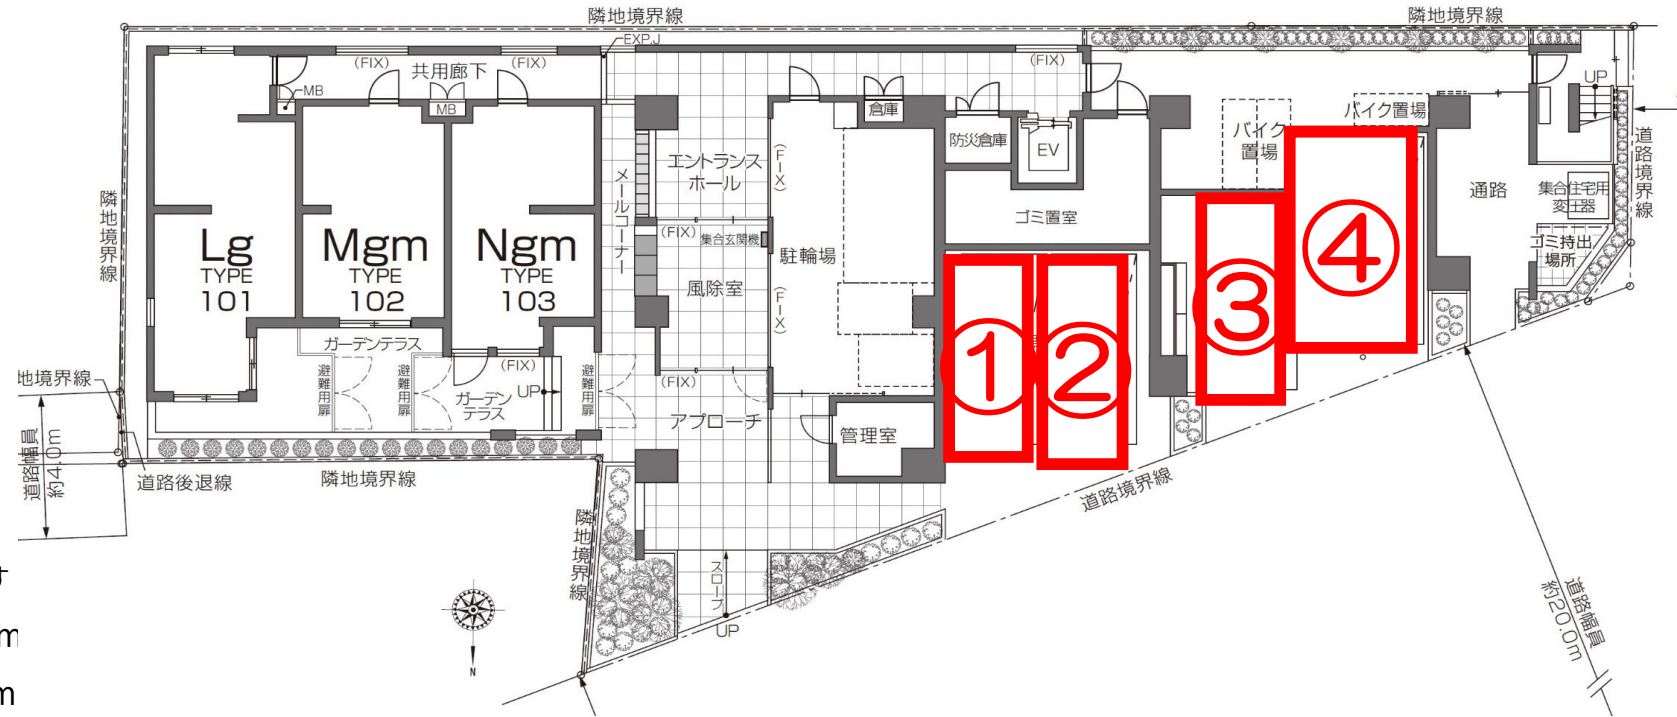 隣地境界線
隣地境界線
EXP.J
(FIX)
共用廊下
(FIX)
(FIX)
UP
MB
MB
倉庫
バイク置場
バイク
置場
防災倉庫
EV
道路境界線
エントランス
ホール
(FIX)
メールコーナー
通路
集合住宅用
変圧器
隣地境界線
ゴミ置室
Lg
TYPE
101
Mgm
TYPE
102
Ngm
TYPE
103
(FIX)
集合玄関機
駐輪場
ゴミ持出
場所
風除室
(FIX)
①
②
③
④
ガーデンテラス
避難用扉
避難用扉
(FIX)
UP
ガーデン
テラス
避難用扉
(FIX)
アプローチ
管理室
地境界線
道路幅員
約4.0m
道路後退線
隣地境界線
道路境界線
隣地境界線
スロープ
UP
N
道路幅員
約20.0m
m
m